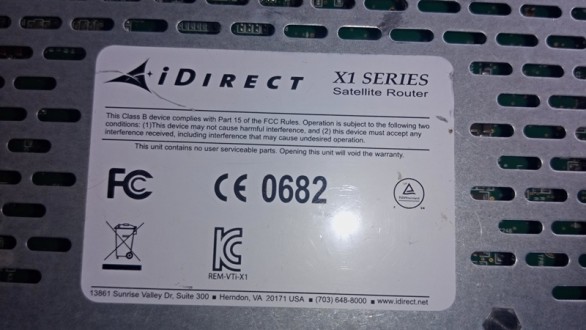 iDIRECT X1 SERIES
Satellite Router
This Class B device complies with Part 15 of the FCC Rules. Operation is subject to the following two
conditions: (1)This device may not cause harmful interference, and (2) this device must accept any
interference received, including interference that may cause undesired operation.
This unit contains no user serviceable parts. Opening this unit will void the warranty.
FC CE 0682
REM-VTi-X1
13861 Sunrise Valley Dr, Suite 300 ■ Herndon, VA 20171 USA ■ (703) 648-8000 ■ www.idirect.net